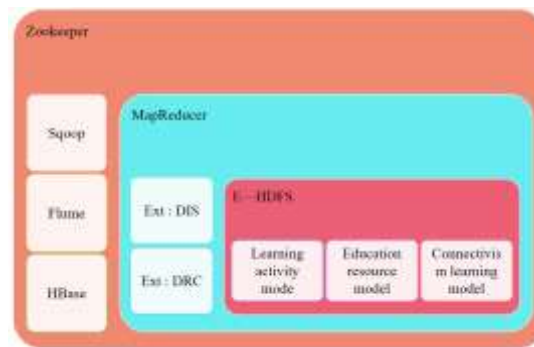 Zookeeper
Sqoop
Flume
HBase
MapReducer
Ext : DIS
Ext : DRC
E—HDFS
Learning
activity
mode
Education
resource
model
Connectivis
m learning
model